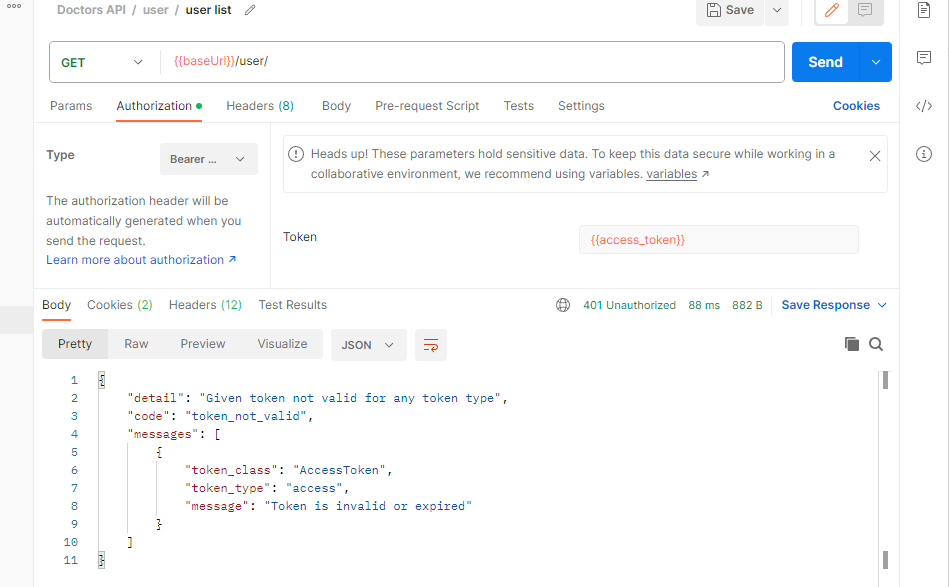 Doctors API / user / user list
Save
GET {{baseUrl}}/user/ Send
Params Authorization Headers (8) Body Pre-request Script Tests Settings Cookies
Type Bearer ...
The authorization header will be
automatically generated when you
send the request.
Learn more about authorization ↗
Heads up! These parameters hold sensitive data. To keep this data secure while working in a
collaborative environment, we recommend using variables. variables ↗
Token {{access_token}}
Body Cookies (2) Headers (12) Test Results 401 Unauthorized 88 ms 882 B Save Response
Pretty Raw Preview Visualize JSON
1 {
2 "detail": "Given token not valid for any token type",
3 "code": "token_not_valid",
4 "messages": [
5 {
6 "token_class": "AccessToken",
7 "token_type": "access",
8 "message": "Token is invalid or expired"
9 }
10 ]
11 }